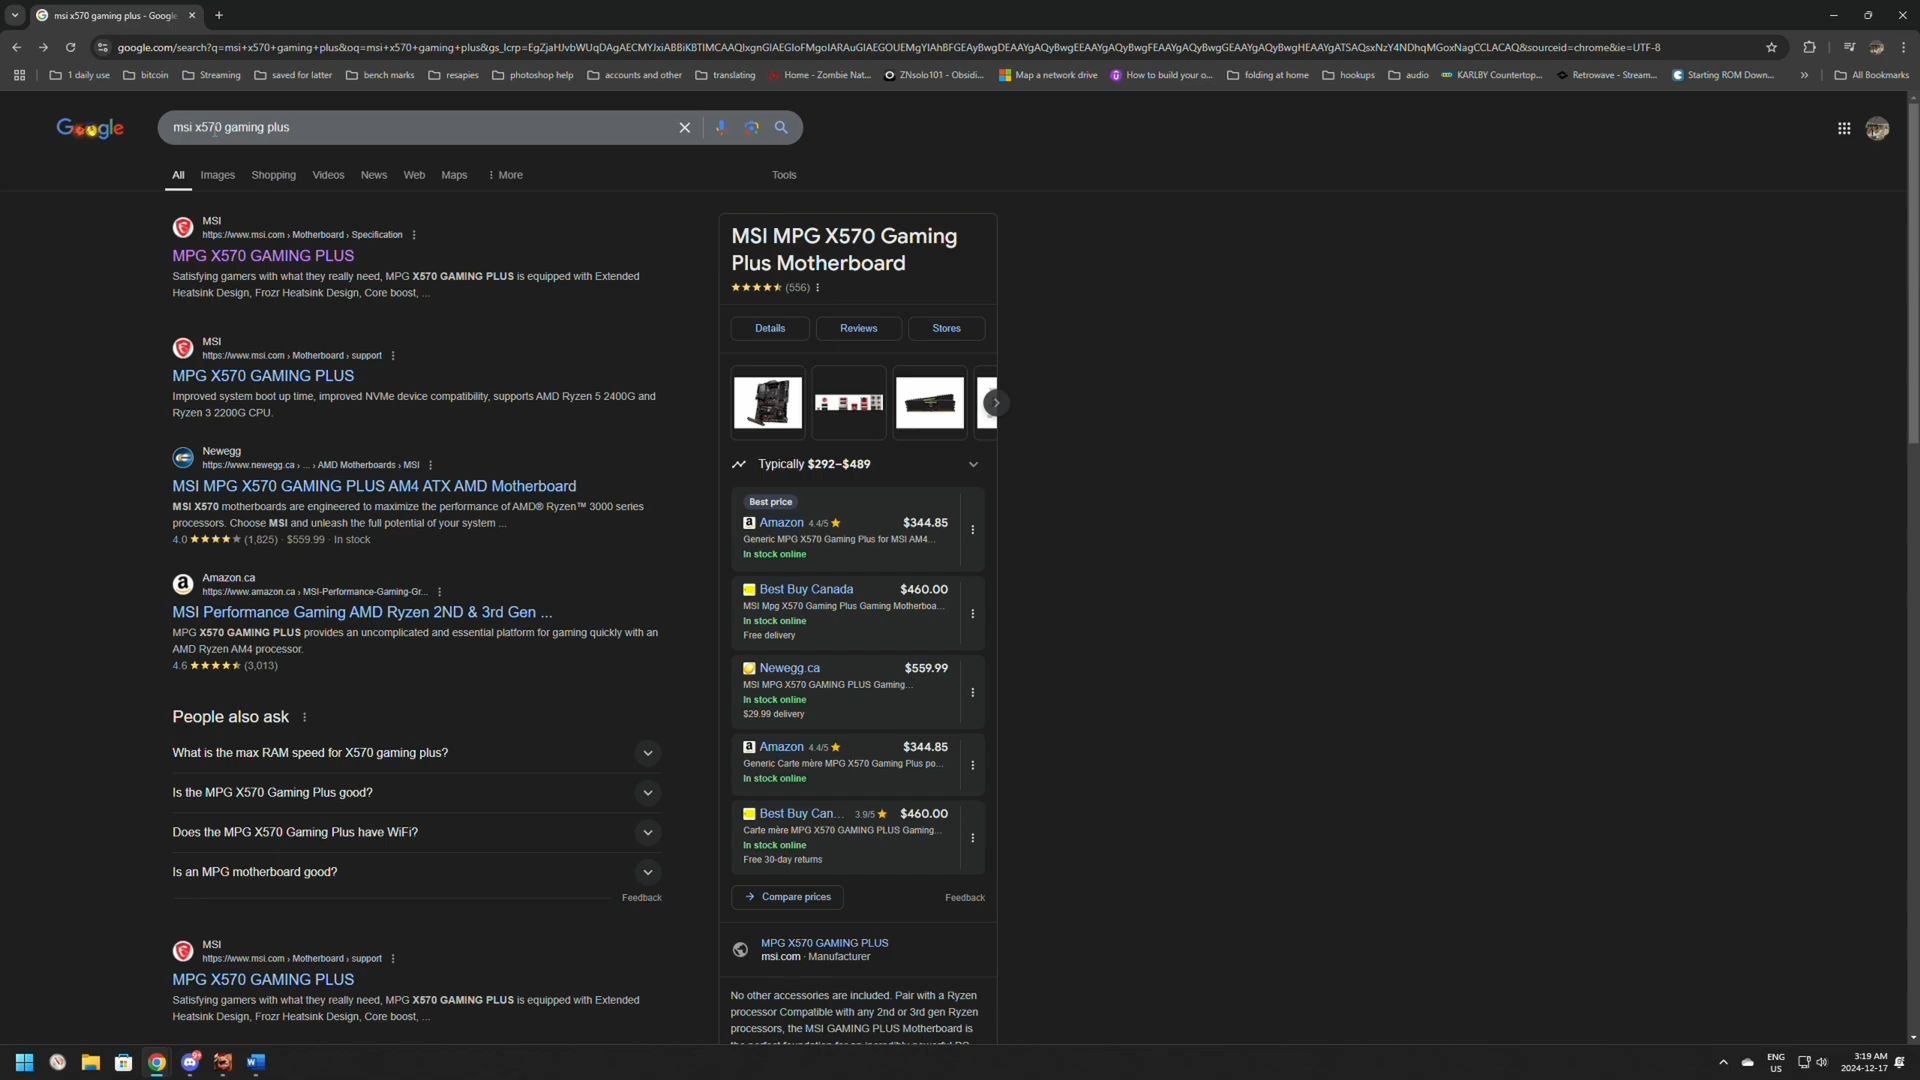 msi x570 gaming plus - Google
google.com/search?q=msi+x570+gaming+plus&oq=msi+x570+gaming+plus&gs_lcrp=EgZjaHJvbWUqDAgAECMYJxiABBiKBTIMCAAQIxgnGIAEGIoFMgoIARAuGIAEGOUEMgYIAhBFGEAyBwgDEAAYgAQyBwgEEAAYgAQyBwgFEAAYgAQyBwgGEAAYgAQyBwgHEAAYgATSAQsxNzY4NDhqMGoxNagCCLACAQ&sourceid=chrome&ie=UTF-8
1 daily use bitcoin Streaming saved for latter bench marks resapies photoshop help accounts and other translating Home - Zombie Nat... ZNsolo101 - Obsidi... Map a network drive How to build your o... folding at home hookups audio KARLBY Countertop... Retrowave - Stream... Starting ROM Down... » All Bookmarks
Google
msi x570 gaming plus
All Images Shopping Videos News Web Maps More Tools
MSI
https://www.msi.com › Motherboard › Specification
MPG X570 GAMING PLUS
Satisfying gamers with what they really need, MPG X570 GAMING PLUS is equipped with Extended
Heatsink Design, Frozr Heatsink Design, Core boost, ...
MSI
https://www.msi.com › Motherboard › support
MPG X570 GAMING PLUS
Improved system boot up time, improved NVMe device compatibility, supports AMD Ryzen 5 2400G and
Ryzen 3 2200G CPU.
Newegg
https://www.newegg.ca › ... › AMD Motherboards › MSI
MSI MPG X570 GAMING PLUS AM4 ATX AMD Motherboard
MSI X570 motherboards are engineered to maximize the performance of AMD® Ryzen™ 3000 series
processors. Choose MSI and unleash the full potential of your system ...
4.0 (1,825) · $559.99 · In stock
Amazon.ca
https://www.amazon.ca › MSI-Performance-Gaming-Gr...
MSI Performance Gaming AMD Ryzen 2ND & 3rd Gen ...
MPG X570 GAMING PLUS provides an uncomplicated and essential platform for gaming quickly with an
AMD Ryzen AM4 processor.
4.6 (3,013)
People also ask
What is the max RAM speed for X570 gaming plus?
Is the MPG X570 Gaming Plus good?
Does the MPG X570 Gaming Plus have WiFi?
Is an MPG motherboard good?
Feedback
MSI
https://www.msi.com › Motherboard › support
MPG X570 GAMING PLUS
Satisfying gamers with what they really need, MPG X570 GAMING PLUS is equipped with Extended
Heatsink Design, Frozr Heatsink Design, Core boost, ...
MSI MPG X570 Gaming
Plus Motherboard
(556)
Details Reviews Stores
Typically $292–$489
Best price
Amazon 4.4/5 $344.85
Generic MPG X570 Gaming Plus for MSI AM4...
In stock online
Best Buy Canada $460.00
MSI Mpg X570 Gaming Plus Gaming Motherboa...
In stock online
Free delivery
Newegg.ca $559.99
MSI MPG X570 GAMING PLUS Gaming...
In stock online
$29.99 delivery
Amazon 4.4/5 $344.85
Generic Carte mère MPG X570 Gaming Plus po...
In stock online
Best Buy Can... 3.9/5 $460.00
Carte mère MPG X570 GAMING PLUS Gaming...
In stock online
Free 30-day returns
Compare prices Feedback
MPG X570 GAMING PLUS
msi.com · Manufacturer
No other accessories are included. Pair with a Ryzen
processor Compatible with any 2nd or 3rd gen Ryzen
processors, the MSI GAMING PLUS Motherboard is
ENG
US
3:19 AM
2024-12-17